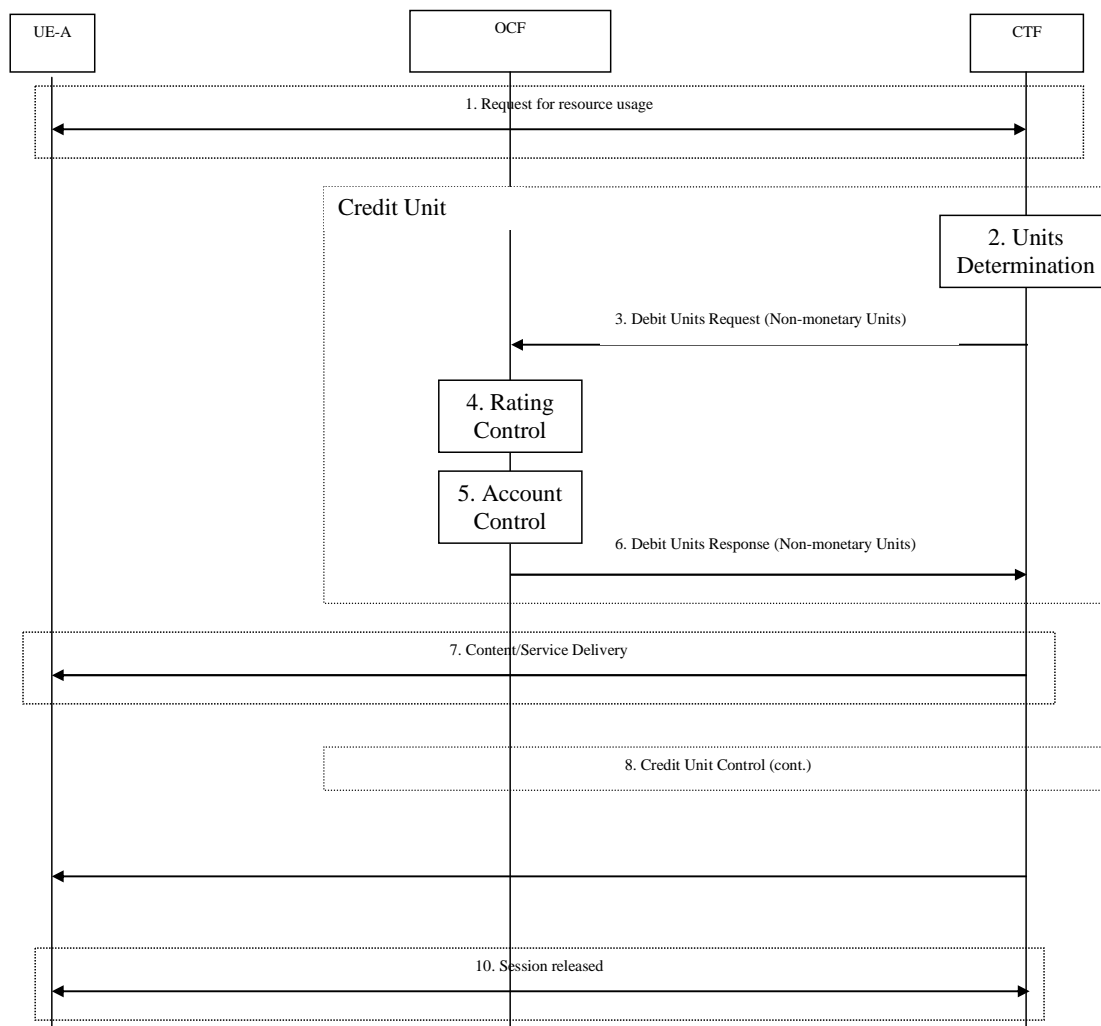 UE-A
OCF
CTF
1. Request for resource usage
Credit Unit
2. Units
Determination
3. Debit Units Request (Non-monetary Units)
4. Rating
Control
5. Account
Control
6. Debit Units Response (Non-monetary Units)
7. Content/Service Delivery
8. Credit Unit Control (cont.)
10. Session released